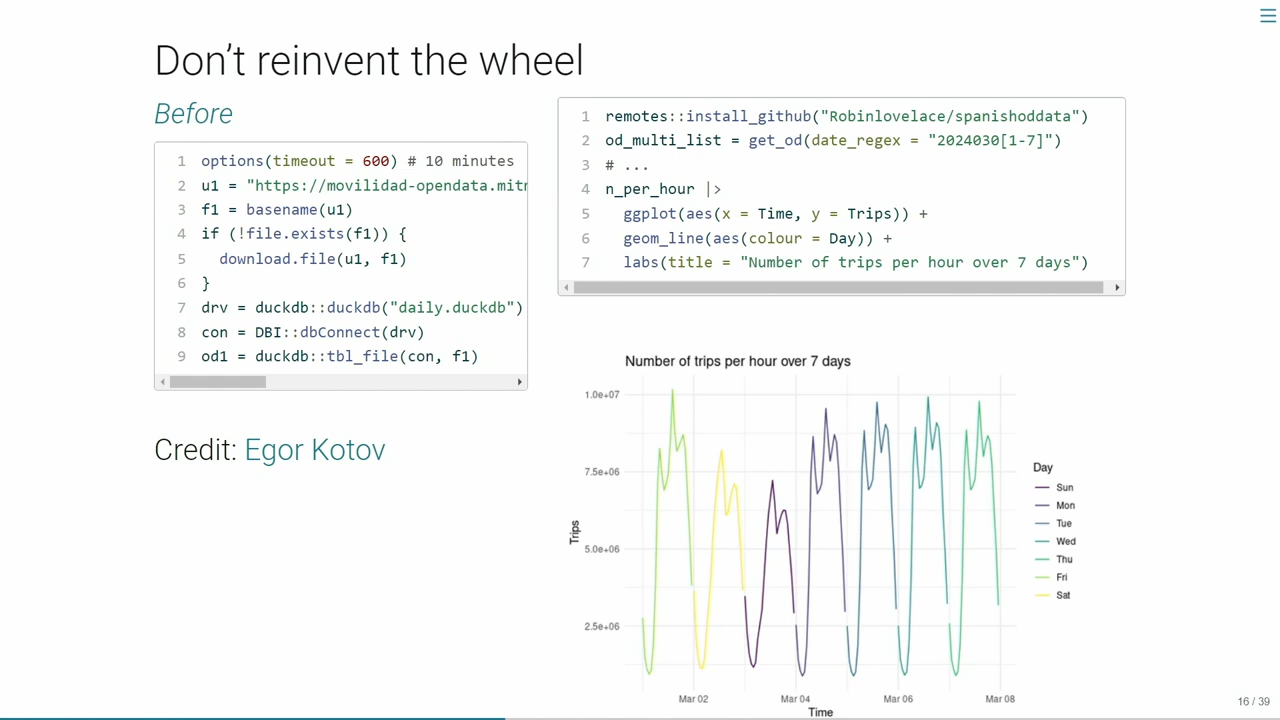 Don't reinvent the wheel
Before
1 options(timeout = 600) # 10 minutes
2 u1 = "https://movilidad-opendata.mitr
3 f1 = basename(u1)
4 if (!file.exists(f1)) {
5 download.file(u1, f1)
6 }
7 drv = duckdb::duckdb("daily.duckdb")
8 con = DBI::dbConnect(drv)
9 od1 = duckdb::tbl_file(con, f1)
Credit: Egor Kotov
1 remotes::install_github("Robinlovelace/spanishoddata")
2 od_multi_list = get_od(date_regex = "2024030[1-7]")
3 # ...
4 n_per_hour |>
5 ggplot(aes(x = Time, y = Trips)) +
6 geom_line(aes(colour = Day)) +
7 labs(title = "Number of trips per hour over 7 days")
Number of trips per hour over 7 days
1.0e+07
7.5e+06
5.0e+06
2.5e+06
Trips
Mar 02 Mar 04 Mar 06 Mar 08
Time
Day
Sun
Mon
Tue
Wed
Thu
Fri
Sat
16 / 39